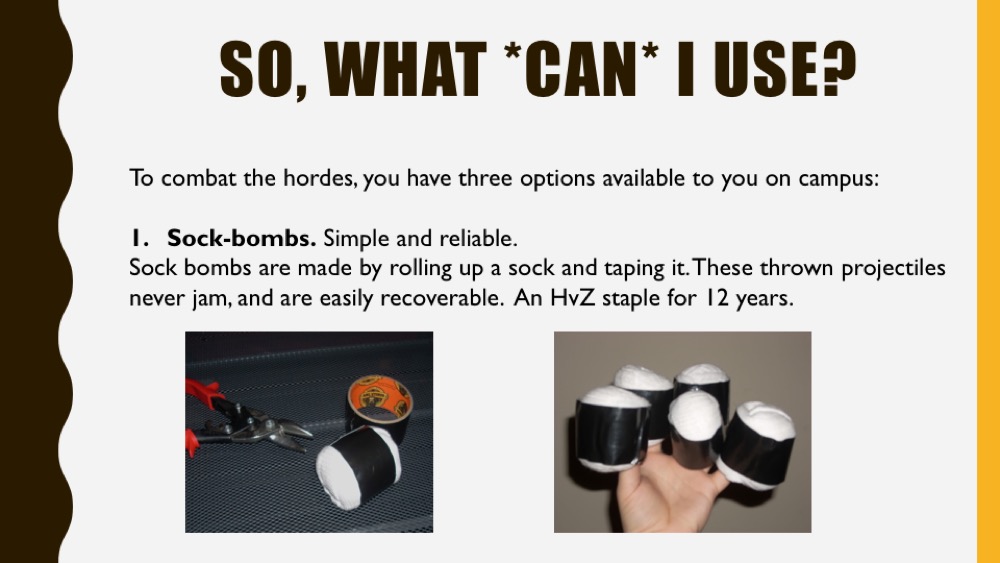 SO, WHAT *CAN* I USE?
To combat the hordes, you have three options available to you on campus:
1. Sock-bombs. Simple and reliable.
Sock bombs are made by rolling up a sock and taping it. These thrown projectiles
never jam, and are easily recoverable. An HvZ staple for 12 years.